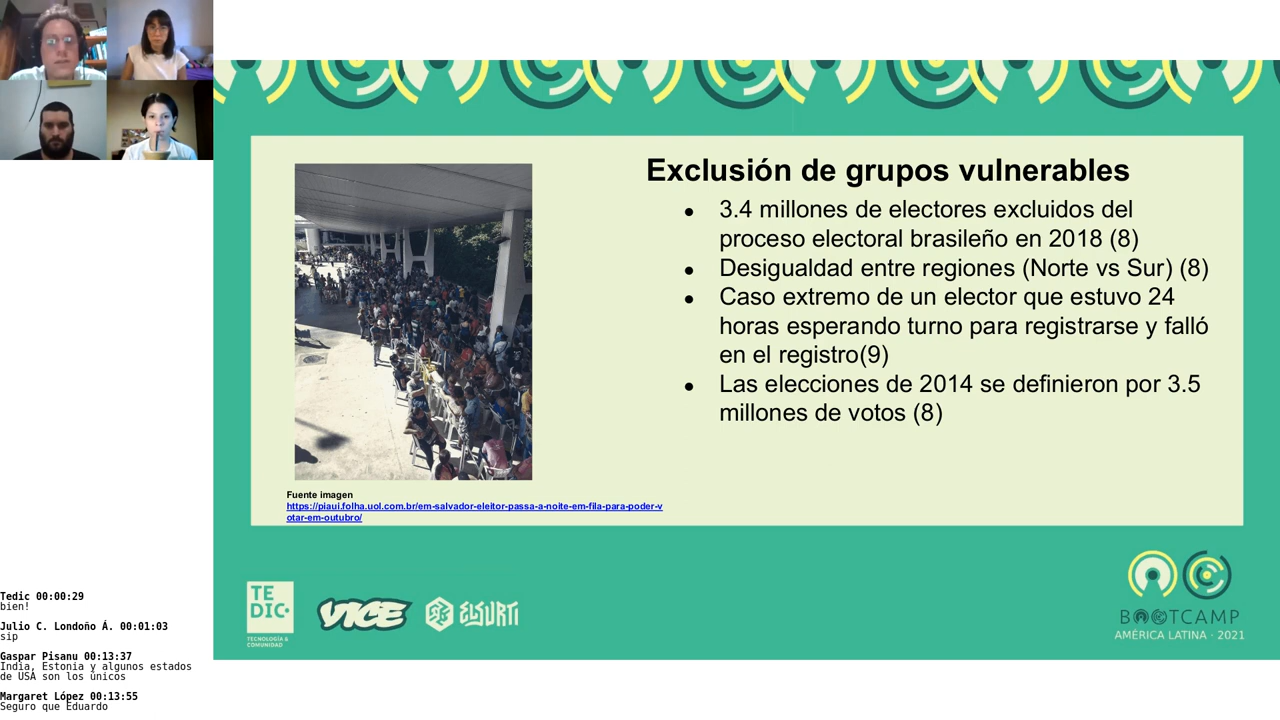 Exclusión de grupos vulnerables
● 3.4 millones de electores excluidos del
proceso electoral brasileño en 2018 (8)
● Desigualdad entre regiones (Norte vs Sur) (8)
● Caso extremo de un elector que estuvo 24
horas esperando turno para registrarse y falló
en el registro(9)
● Las elecciones de 2014 se definieron por 3.5
millones de votos (8)
Fuente imagen
https://piaui.folha.uol.com.br/em-salvador-eleitor-passa-a-noite-em-fila-para-poder-v
otar-em-outubro/
TE
DIC
TECNOLOGÍA &
COMUNIDAD
VICE
ELSURTI
BOOTCAMP
AMÉRICA LATINA · 2021
Tedic 00:00:29
bien!
Julio C. Londoño Á. 00:01:03
sip
Gaspar Pisanu 00:13:37
India, Estonia y algunos estados
de USA son los únicos
Margaret López 00:13:55
Seguro que Eduardo